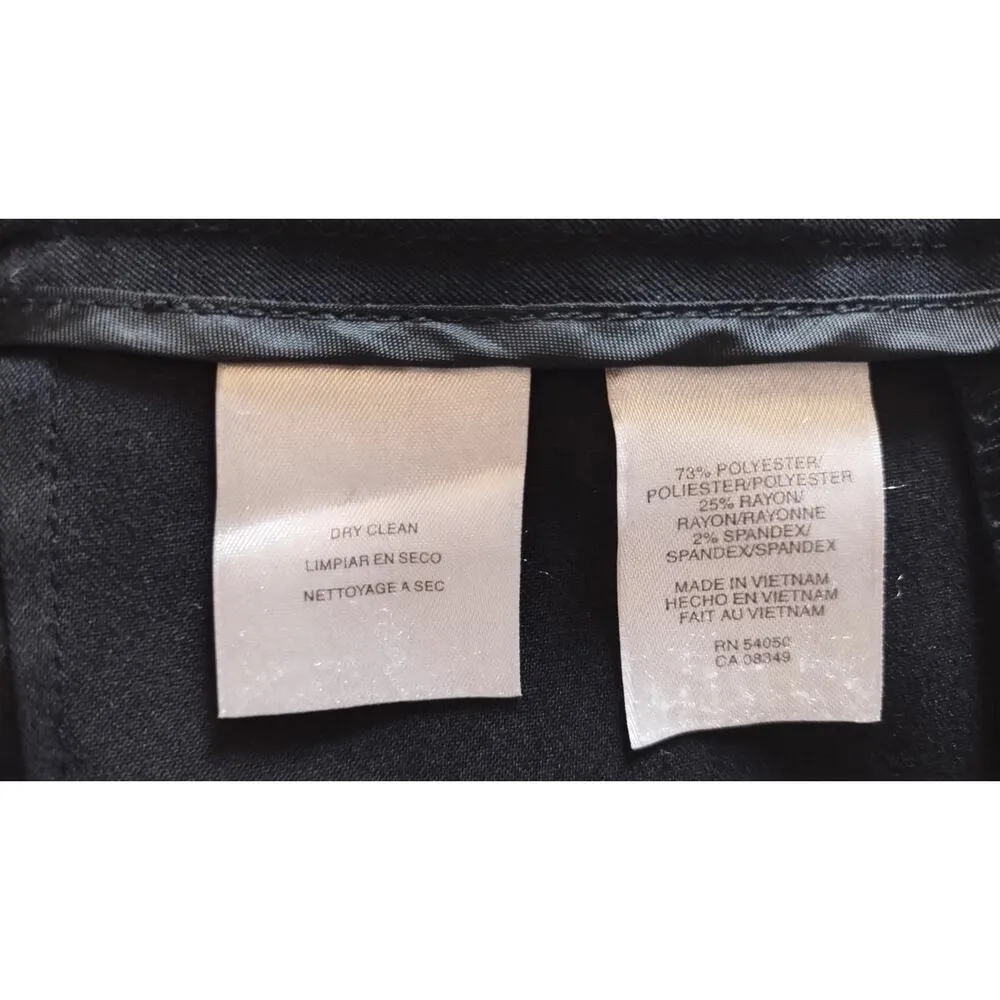 DRY CLEAN
LIMPIAR EN SECO
NETTOYAGE A SEC
73% POLYESTER/
POLIESTER/POLYESTER
25% RAYON/
RAYON/RAYONNE
2% SPANDEX/
SPANDEX/SPANDEX
MADE IN VIETNAM
HECHO EN VIETNAM
FAIT AU VIETNAM
RN 54050
CA 08349